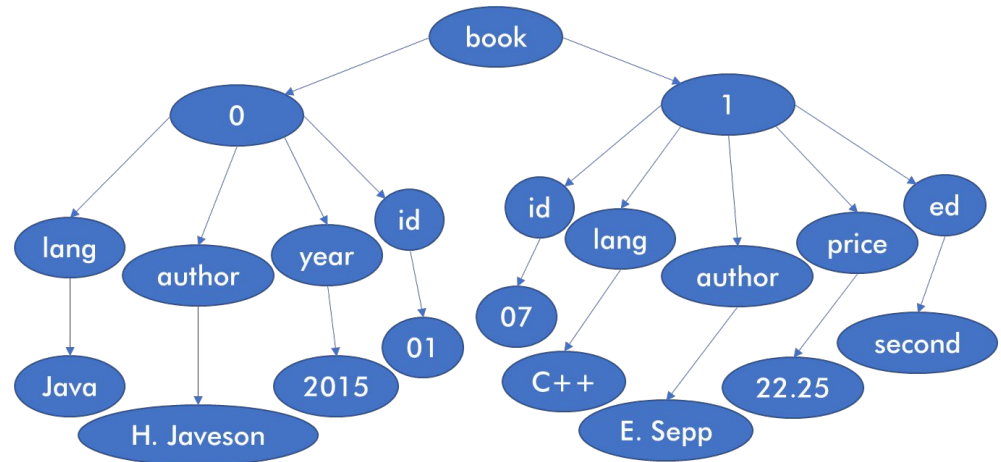 book
0
1
lang
author
year
id
id
lang
author
price
ed
Java
H. Javeson
2015
01
07
C++
E. Sepp
22.25
second